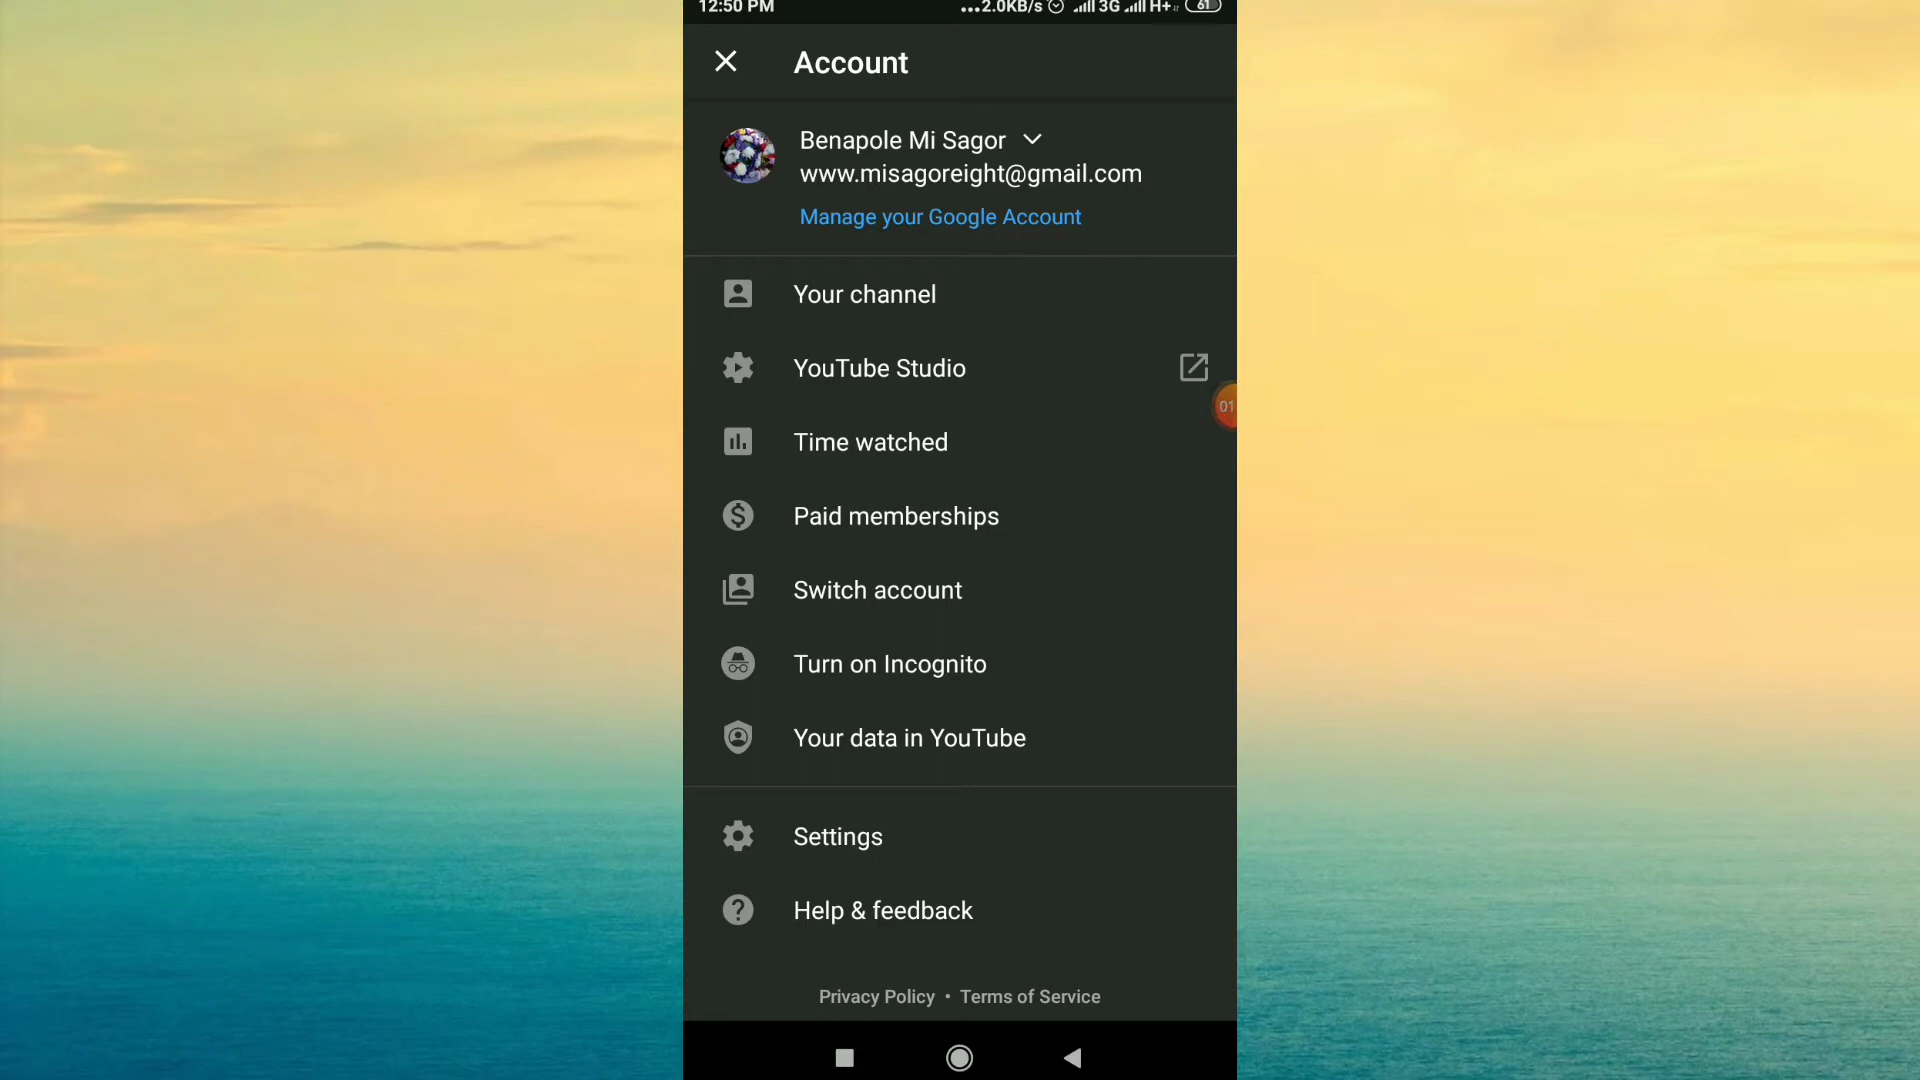 12:50 PM ...2.0KB/s 3G H+ 61
Account
Benapole Mi Sagor
www.misagoreight@gmail.com
Manage your Google Account
Your channel
YouTube Studio
01
Time watched
Paid memberships
Switch account
Turn on Incognito
Your data in YouTube
Settings
Help & feedback
Privacy Policy • Terms of Service